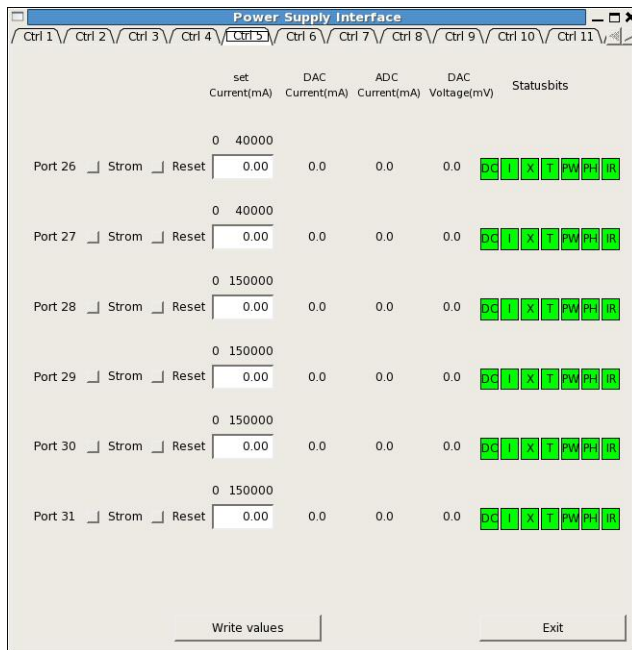 Power Supply Interface
Ctrl 1 Ctrl 2 Ctrl 3 Ctrl 4 Ctrl 5 Ctrl 6 Ctrl 7 Ctrl 8 Ctrl 9 Ctrl 10 Ctrl 11
set DAC ADC DAC Statusbits
Current(mA) Current(mA) Current(mA) Voltage(mV)
0 40000
Port 26 Strom Reset 0.00 0.0 0.0 0.0 DC I X T PW PH IR
0 40000
Port 27 Strom Reset 0.00 0.0 0.0 0.0 DC I X T PW PH IR
0 150000
Port 28 Strom Reset 0.00 0.0 0.0 0.0 DC I X T PW PH IR
0 150000
Port 29 Strom Reset 0.00 0.0 0.0 0.0 DC I X T PW PH IR
0 150000
Port 30 Strom Reset 0.00 0.0 0.0 0.0 DC I X T PW PH IR
0 150000
Port 31 Strom Reset 0.00 0.0 0.0 0.0 DC I X T PW PH IR
Write values Exit